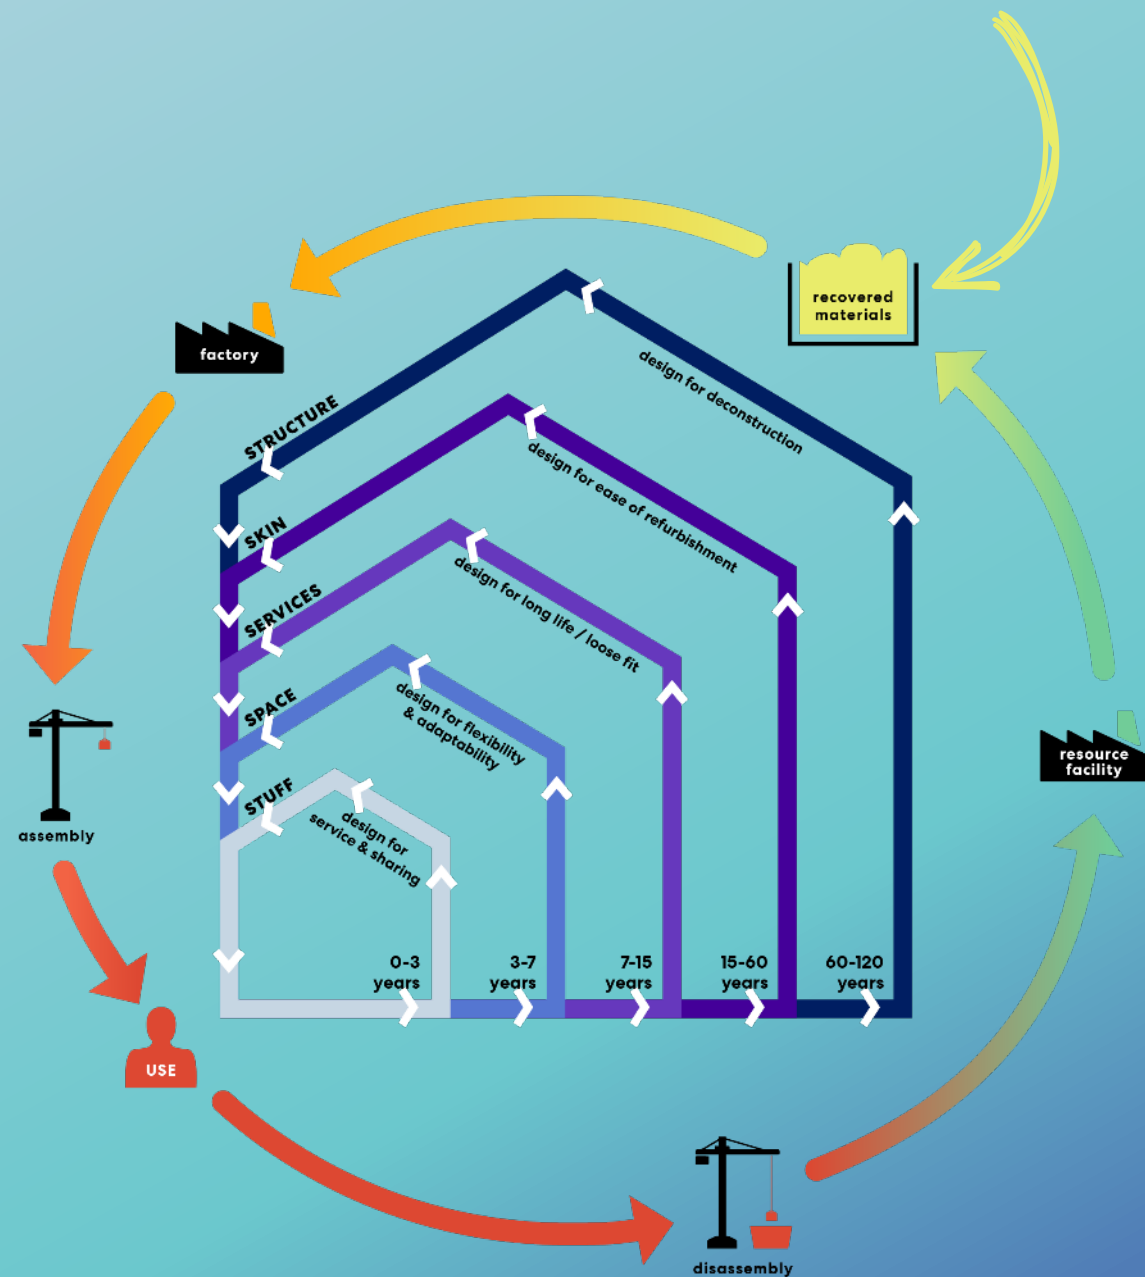 recovered
materials
factory
STRUCTURE
design for deconstruction
SKIN
design for ease of refurbishment
SERVICES
design for long life / loose fit
SPACE
design for flexibility
& adaptability
STUFF
design for
service & sharing
resource
facility
assembly
0-3
years
3-7
years
7-15
years
15-60
years
60-120
years
USE
disassembly